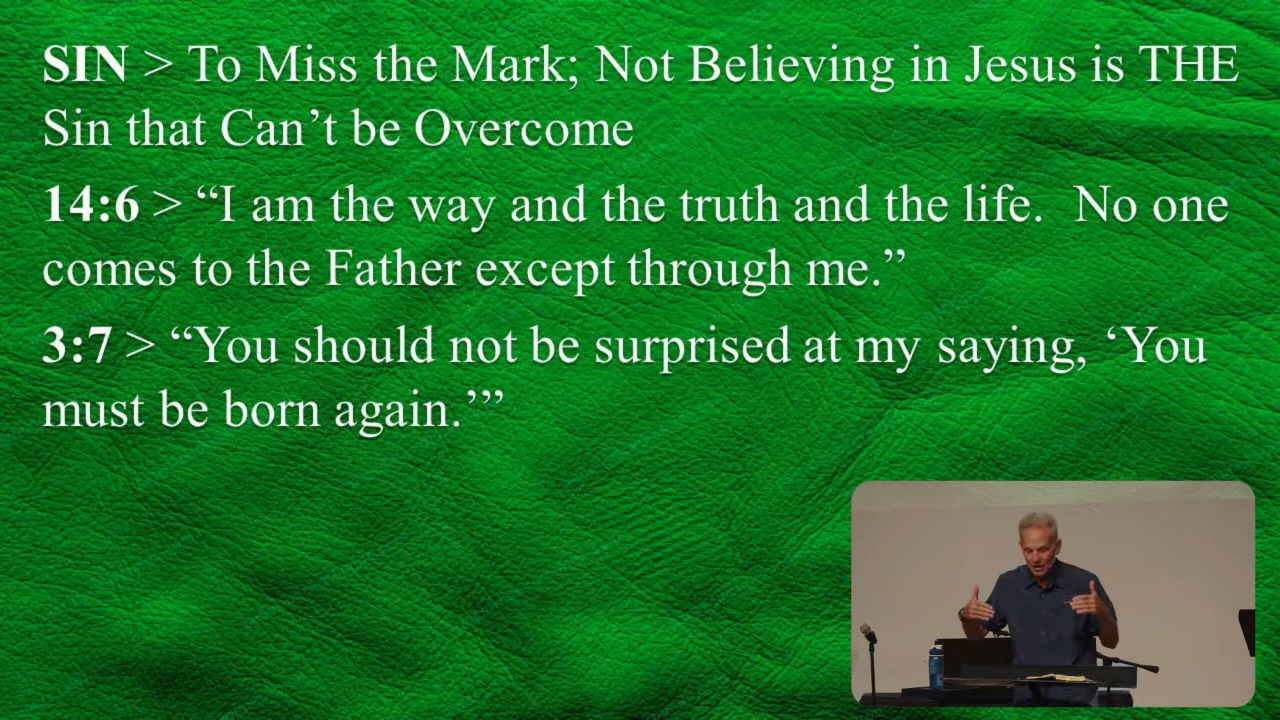 SIN > To Miss the Mark; Not Believing in Jesus is THE
Sin that Can’t be Overcome
14:6 > “I am the way and the truth and the life.  No one
comes to the Father except through me.”
3:7 > “You should not be surprised at my saying, ‘You
must be born again.’”